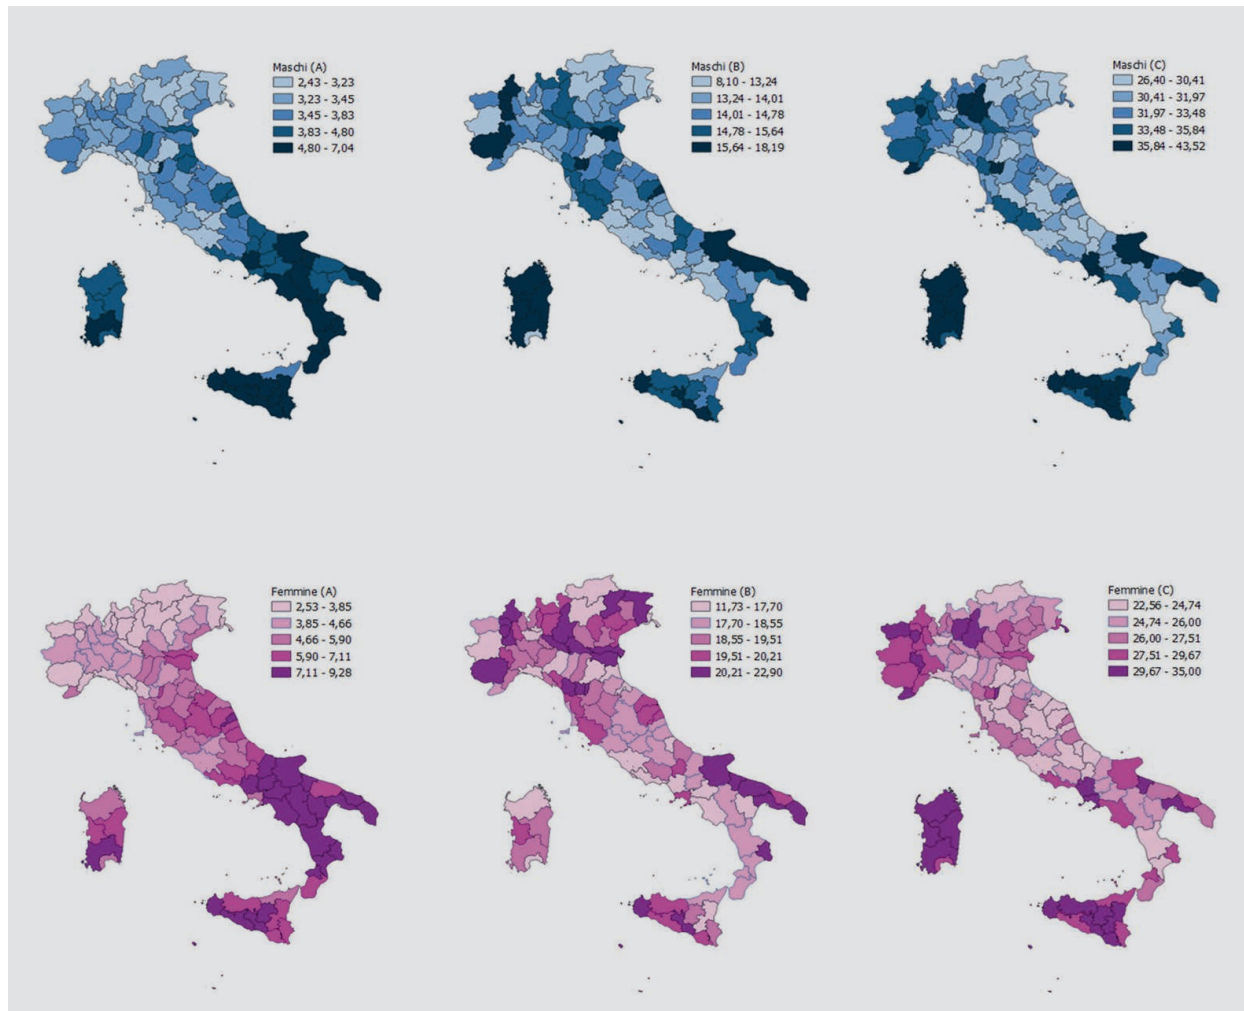 Maschi (A)
2,43 - 3,23
3,23 - 3,45
3,45 - 3,83
3,83 - 4,80
4,80 - 7,04
Maschi (B)
8,10 - 13,24
13,24 - 14,01
14,01 - 14,78
14,78 - 15,64
15,64 - 18,19
Maschi (C)
26,40 - 30,41
30,41 - 31,97
31,97 - 33,48
33,48 - 35,84
35,84 - 43,52
Femmine (A)
2,53 - 3,85
3,85 - 4,66
4,66 - 5,90
5,90 - 7,11
7,11 - 9,28
Femmine (B)
11,73 - 17,70
17,70 - 18,55
18,55 - 19,51
19,51 - 20,21
20,21 - 22,90
Femmine (C)
22,56 - 24,74
24,74 - 26,00
26,00 - 27,51
27,51 - 29,67
29,67 - 35,00